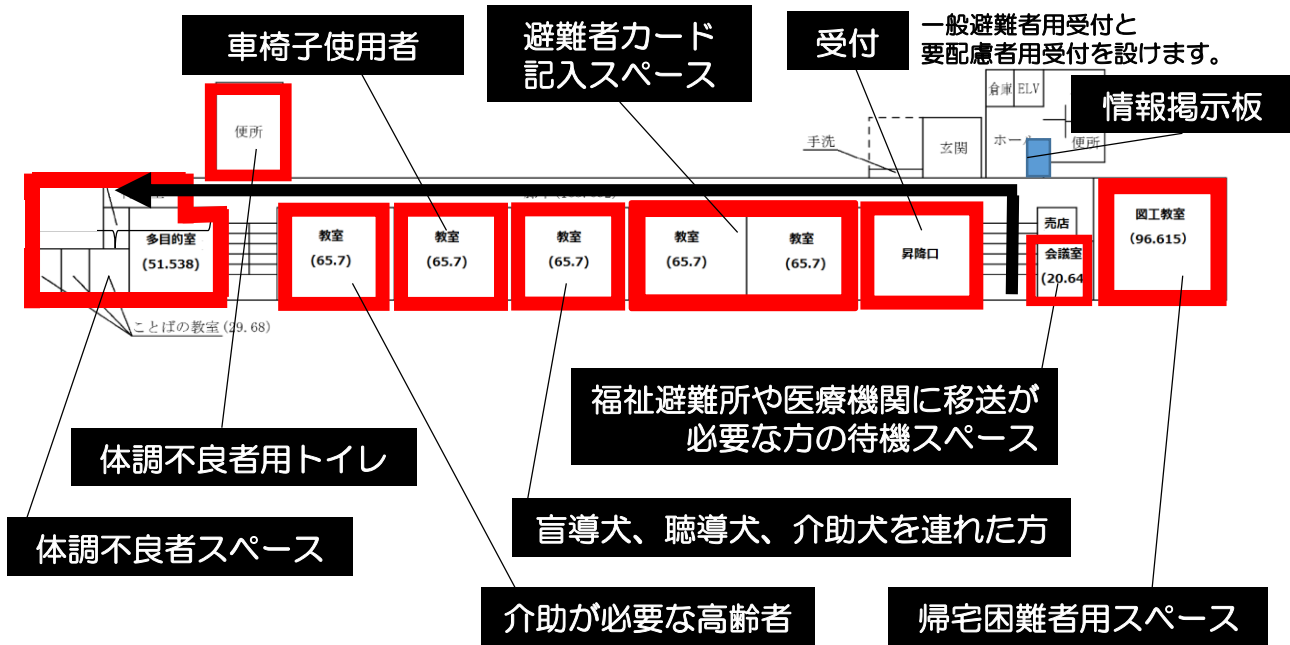 車椅子使用者
避難者カード
記入スペース
受付
一般避難者用受付と
要配慮者用受付を設けます。
情報掲示板
倉庫
ELV
ホール
便所
玄関
手洗
便所
多目的室
(51.538)
教室
(65.7)
教室
(65.7)
教室
(65.7)
教室
(65.7)
教室
(65.7)
昇降口
売店
会議室
(20.64
図工教室
(96.615)
ことばの教室(29.68)
福祉避難所や医療機関に移送が
必要な方の待機スペース
体調不良者用トイレ
盲導犬、聴導犬、介助犬を連れた方
体調不良者スペース
介助が必要な高齢者
帰宅困難者用スペース